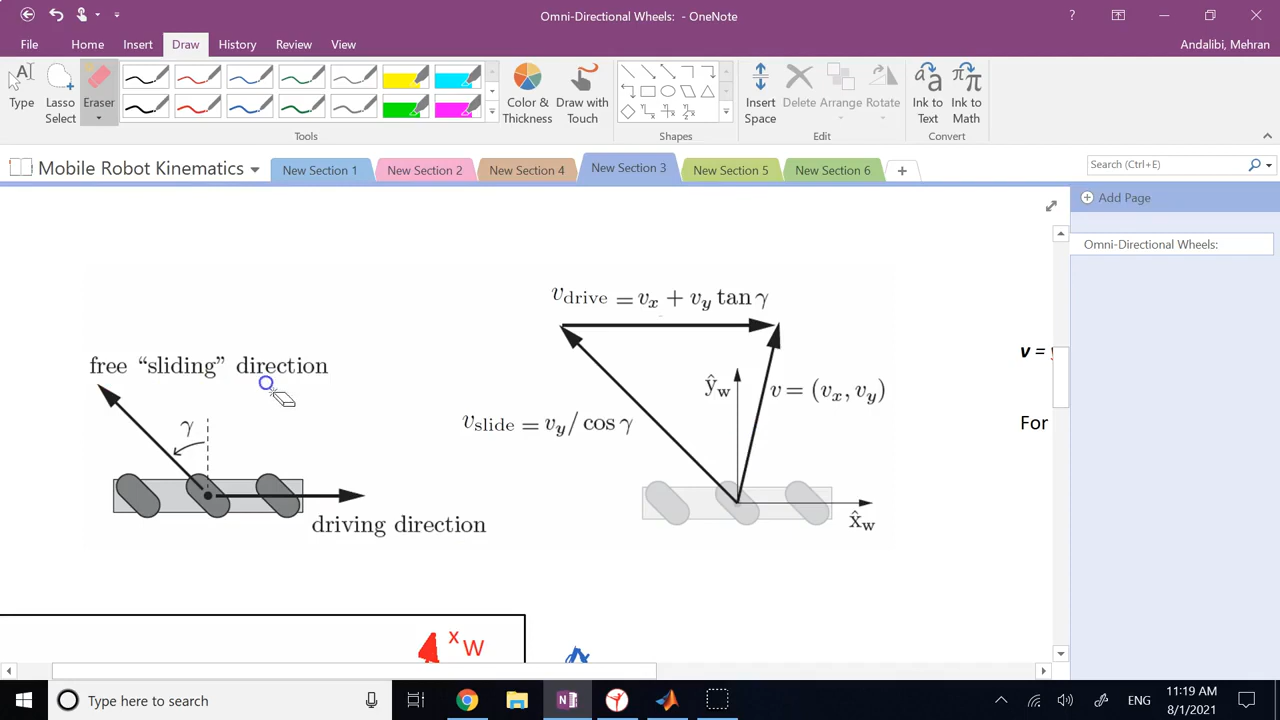 Omni-Directional Wheels: - OneNote
File
Home
Insert
Draw
History
Review
View
Andalibi, Mehran
Type
Lasso Select
Eraser
Color & Thickness
Draw with Touch
Insert Space
Delete
Arrange
Rotate
Ink to Text
Ink to Math
Tools
Shapes
Edit
Convert
Mobile Robot Kinematics
New Section 1
New Section 2
New Section 4
New Section 3
New Section 5
New Section 6
Search (Ctrl+E)
Add Page
Omni-Directional Wheels:
v_drive = v_x + v_y tan γ
v =
free “sliding” direction
ŷ_w
v = (v_x, v_y)
γ
v_slide = v_y / cos γ
For
driving direction
x̂_w
x W
Type here to search
ENG
11:19 AM
8/1/2021